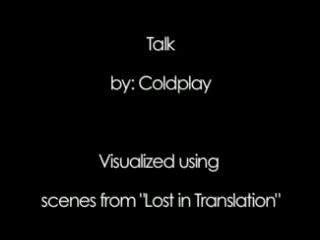 Talk
by: Coldplay
Visualized using
scenes from "Lost in Translation"